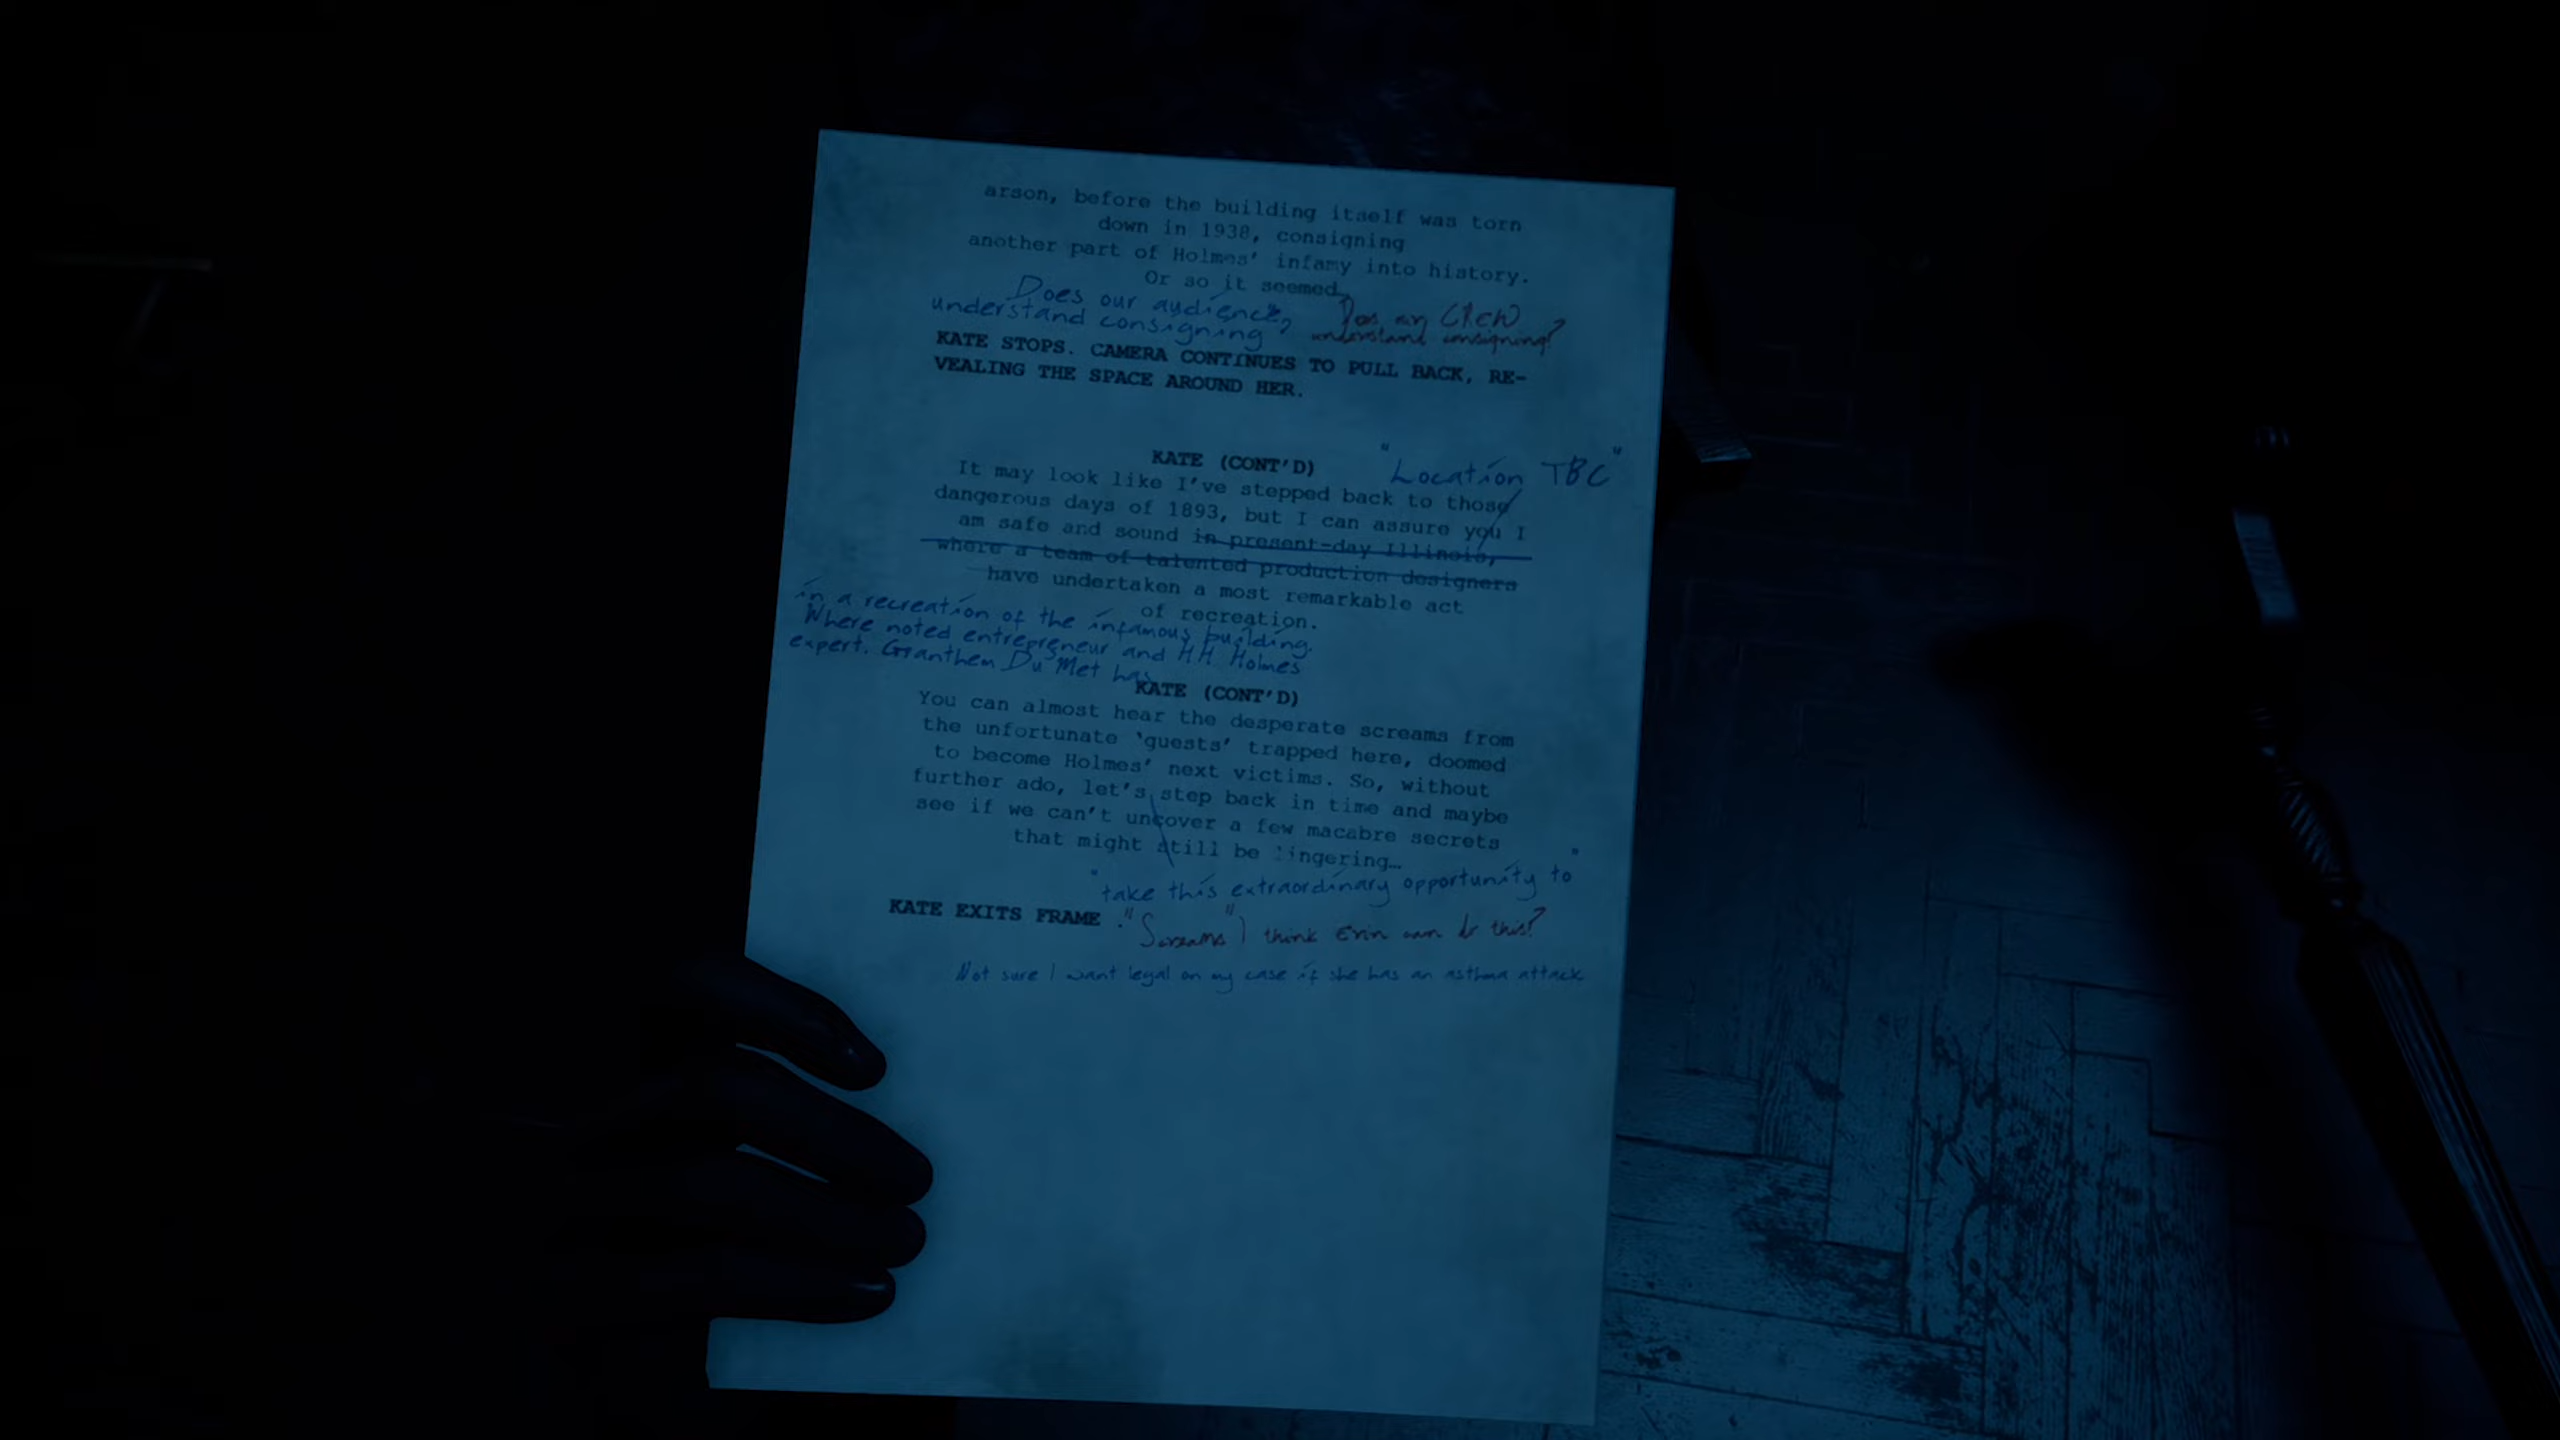 arson, before the building itself was torn
down in 1938, consigning
another part of Holmes' infamy into history.
Or so it seemed.
Does our audience
understand consigning?
Does my CREW
understand consigning?
KATE STOPS. CAMERA CONTINUES TO PULL BACK, RE-
VEALING THE SPACE AROUND HER.
KATE (CONT'D)
"Location TBC"
It may look like I've stepped back to those
dangerous days of 1893, but I can assure you I
am safe and sound in present-day Illinois,
where a team of talented production designers
have undertaken a most remarkable act
of recreation.
in a recreation of the infamous building.
Where noted entrepreneur and H.H. Holmes
expert. Granthem Du'Met has
KATE (CONT'D)
You can almost hear the desperate screams from
the unfortunate 'guests' trapped here, doomed
to become Holmes' next victims. So, without
further ado, let's step back in time and maybe
see if we can't uncover a few macabre secrets
that might still be lingering…
"take this extraordinary opportunity to"
KATE EXITS FRAME .
"Screams" I think Erin can do this?
Not sure I want legal on my case if she has an asthma attack